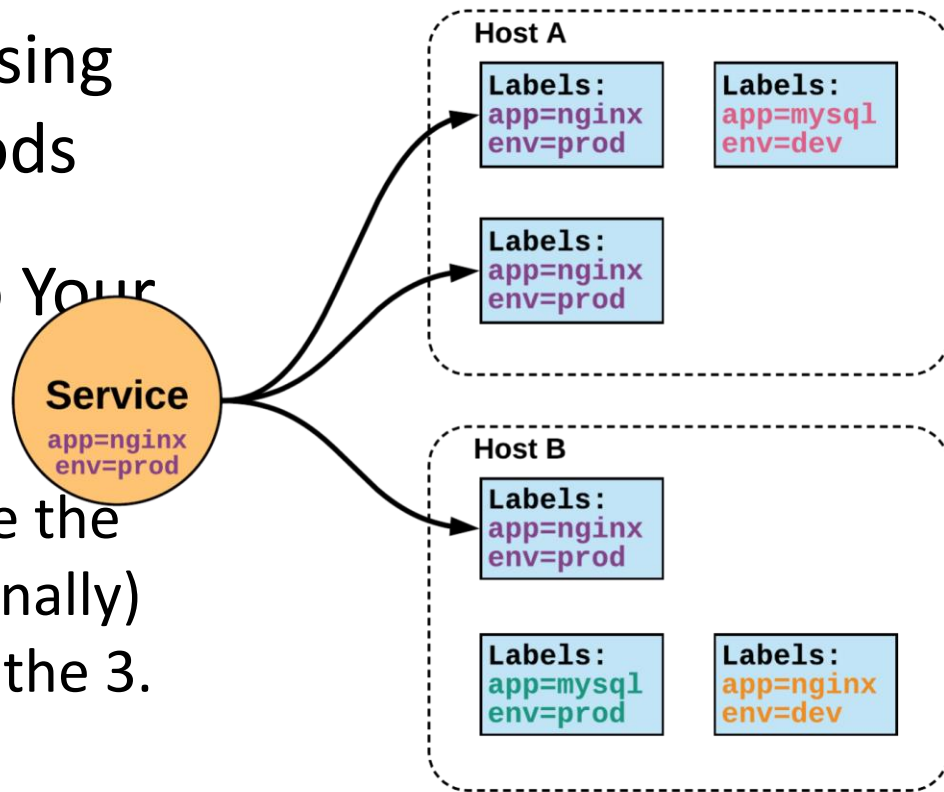 sing
ods
Your
e the
nally)
the 3.
Service
app=nginx
env=prod
Host A
Labels:
app=nginx
env=prod
Labels:
app=mysql
env=dev
Labels:
app=nginx
env=prod
Host B
Labels:
app=nginx
env=prod
Labels:
app=mysql
env=prod
Labels:
app=nginx
env=dev